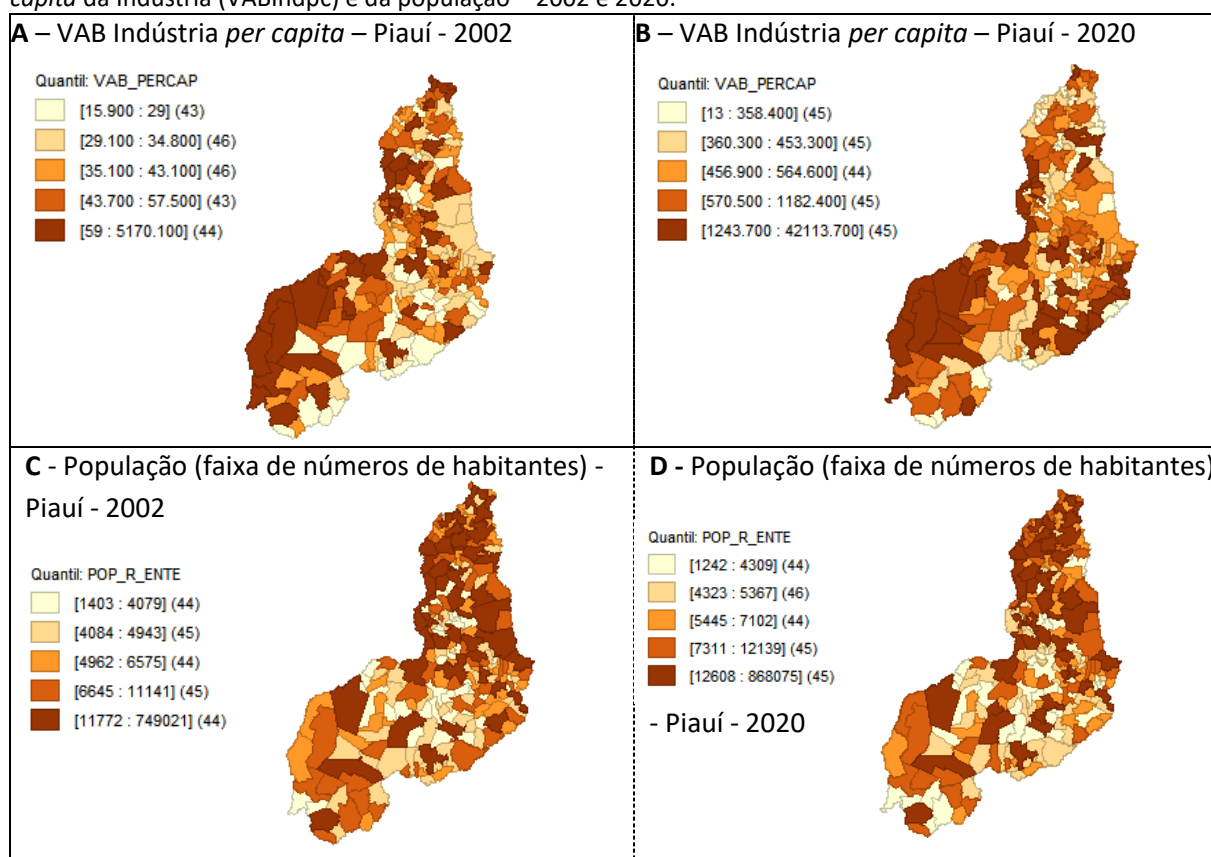 capita da Indústria (VABindpc) e da população – 2002 e 2020.
A – VAB Indústria per capita – Piauí - 2002
Quantil: VAB_PERCAP
[15.900 : 29] (43)
[29.100 : 34.800] (46)
[35.100 : 43.100] (46)
[43.700 : 57.500] (43)
[59 : 5170.100] (44)
B – VAB Indústria per capita – Piauí - 2020
Quantil: VAB_PERCAP
[13 : 358.400] (45)
[360.300 : 453.300] (45)
[456.900 : 564.600] (44)
[570.500 : 1182.400] (45)
[1243.700 : 42113.700] (45)
C - População (faixa de números de habitantes) -
Piauí - 2002
Quantil: POP_R_ENTE
[1403 : 4079] (44)
[4084 : 4943] (45)
[4962 : 6575] (44)
[6645 : 11141] (45)
[11772 : 749021] (44)
D - População (faixa de números de habitantes)
Quantil: POP_R_ENTE
[1242 : 4309] (44)
[4323 : 5367] (46)
[5445 : 7102] (44)
[7311 : 12139] (45)
[12608 : 868075] (45)
- Piauí - 2020